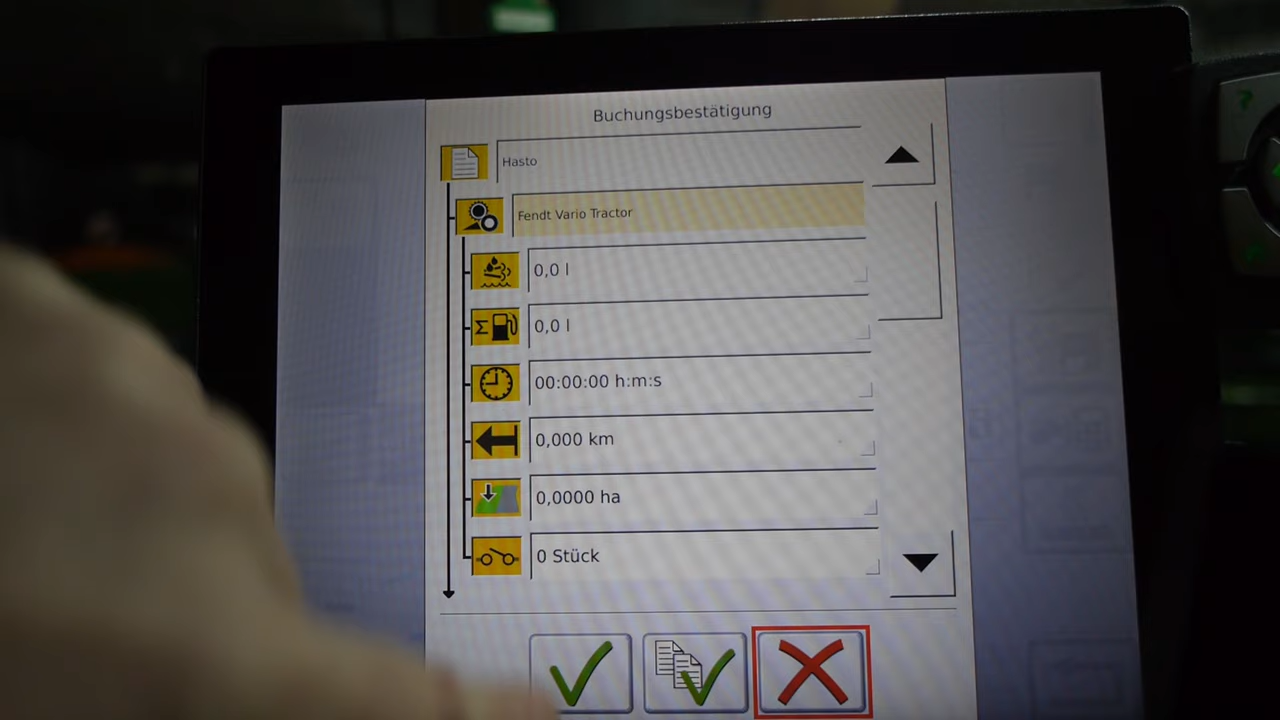 Buchungsbestätigung
Hasto
Fendt Vario Tractor
0,0 l
Σ
0,0 l
00:00:00 h:m:s
0,000 km
0,0000 ha
0 Stück